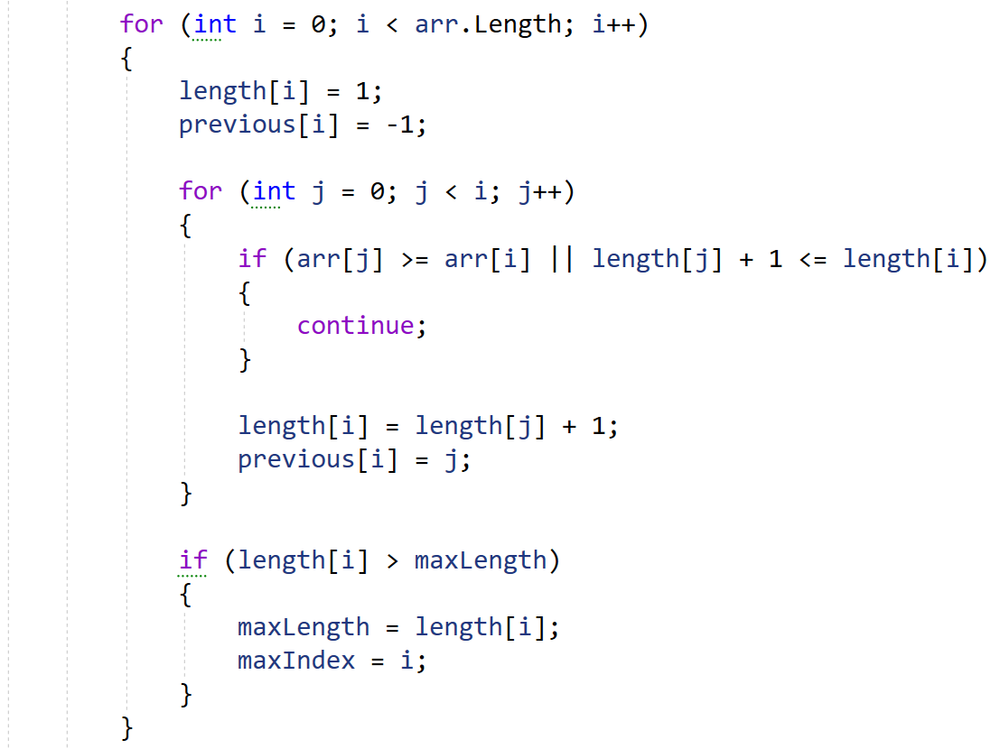 for (int i = 0; i < arr.Length; i++)
{
    length[i] = 1;
    previous[i] = -1;

    for (int j = 0; j < i; j++)
    {
        if (arr[j] >= arr[i] || length[j] + 1 <= length[i])
        {
            continue;
        }

        length[i] = length[j] + 1;
        previous[i] = j;
    }

    if (length[i] > maxLength)
    {
        maxLength = length[i];
        maxIndex = i;
    }
}